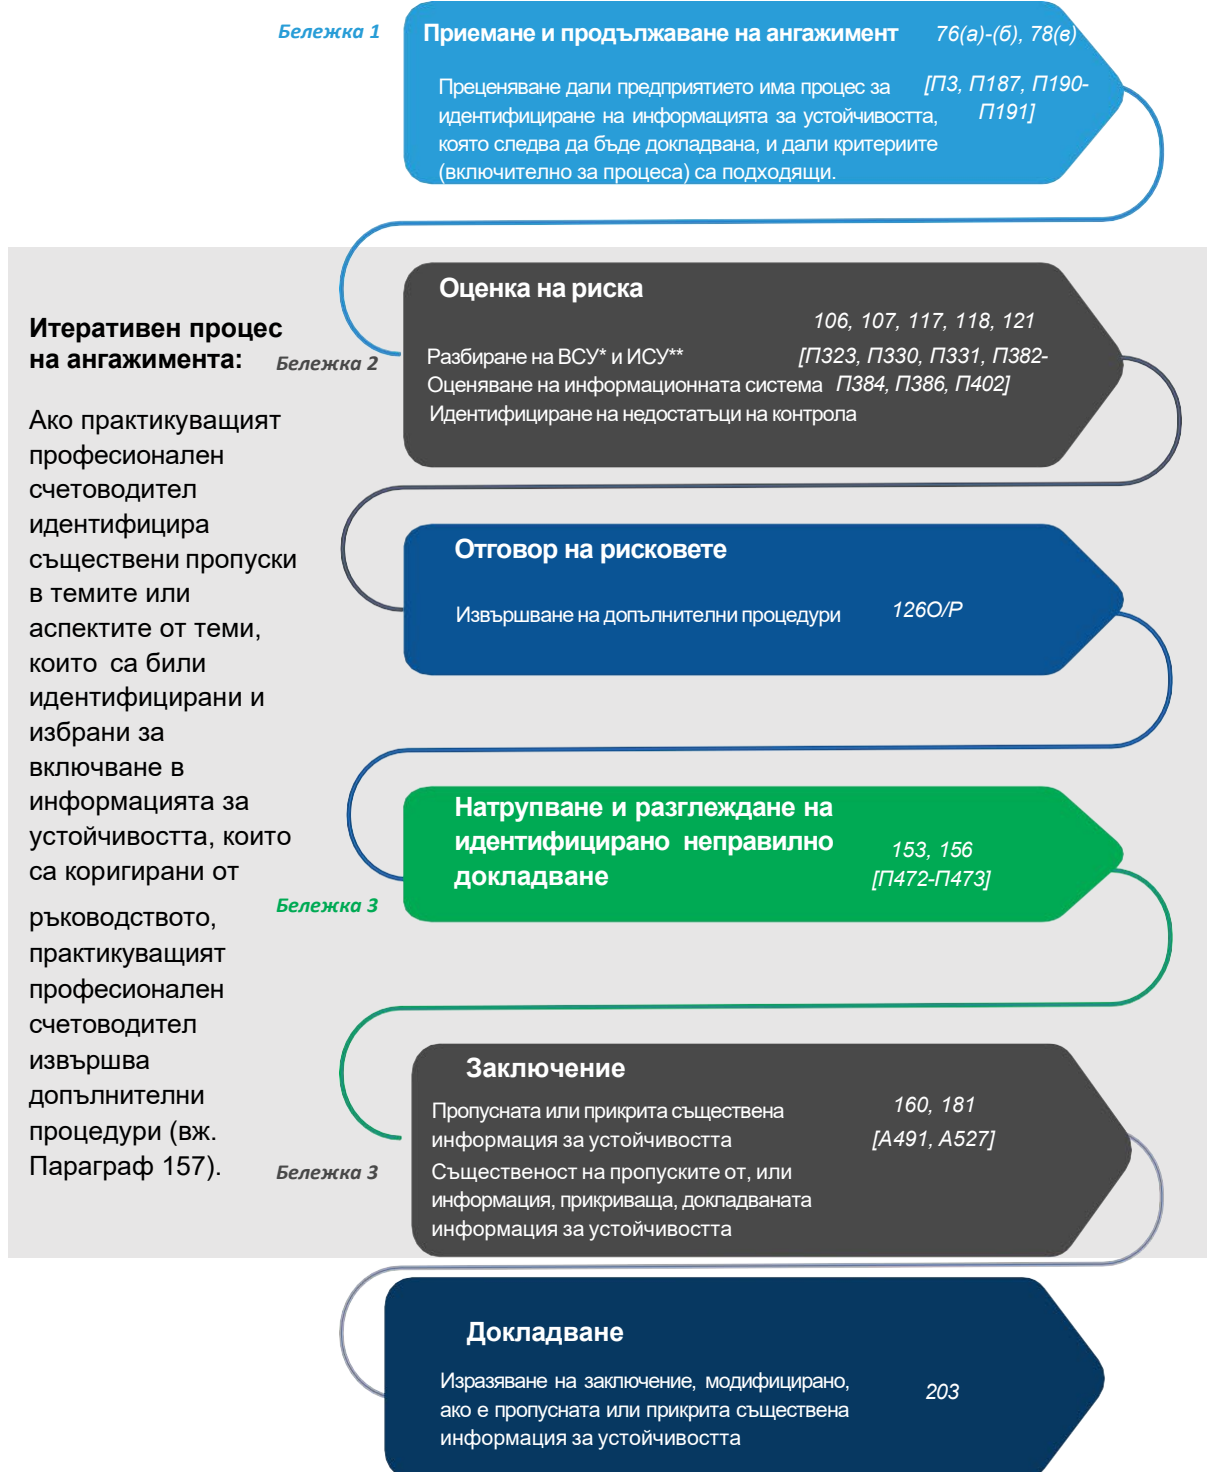 Бележка 1
Приемане и продължаване на ангажимент
76(а)-(б), 78(в)
Преценяване дали предприятието има процес за
идентифициране на информацията за устойчивостта,
която следва да бъде докладвана, и дали критериите
(включително за процеса) са подходящи.
[П3, П187, П190-
П191]
Итеративен процес
на ангажимента:
Ако практикуващият
професионален
счетоводител
идентифицира
съществени пропуски
в темите или
аспектите от теми,
които са били
идентифицирани и
избрани за
включване в
информацията за
устойчивостта, които
са коригирани от
ръководството,
практикуващият
професионален
счетоводител
извършва
допълнителни
процедури (вж.
Параграф 157).
Бележка 2
Оценка на риска
106, 107, 117, 118, 121
Разбиране на ВСУ* и ИСУ**
[П323, П330, П331, П382-
Оценяване на информационната система
П384, П386, П402]
Идентифициране на недостатъци на контрола
Отговор на рисковете
Извършване на допълнителни процедури
126О/Р
Бележка 3
Натрупване и разглеждане на
идентифицирано неправилно
докладване
153, 156
[П472-П473]
Бележка 3
Заключение
Пропусната или прикрита съществена
информация за устойчивостта
Същественост на пропуските от, или
информация, прикриваща, докладваната
информация за устойчивостта
160, 181
[А491, А527]
Докладване
Изразяване на заключение, модифицирано,
ако е пропусната или прикрита съществена
информация за устойчивостта
203